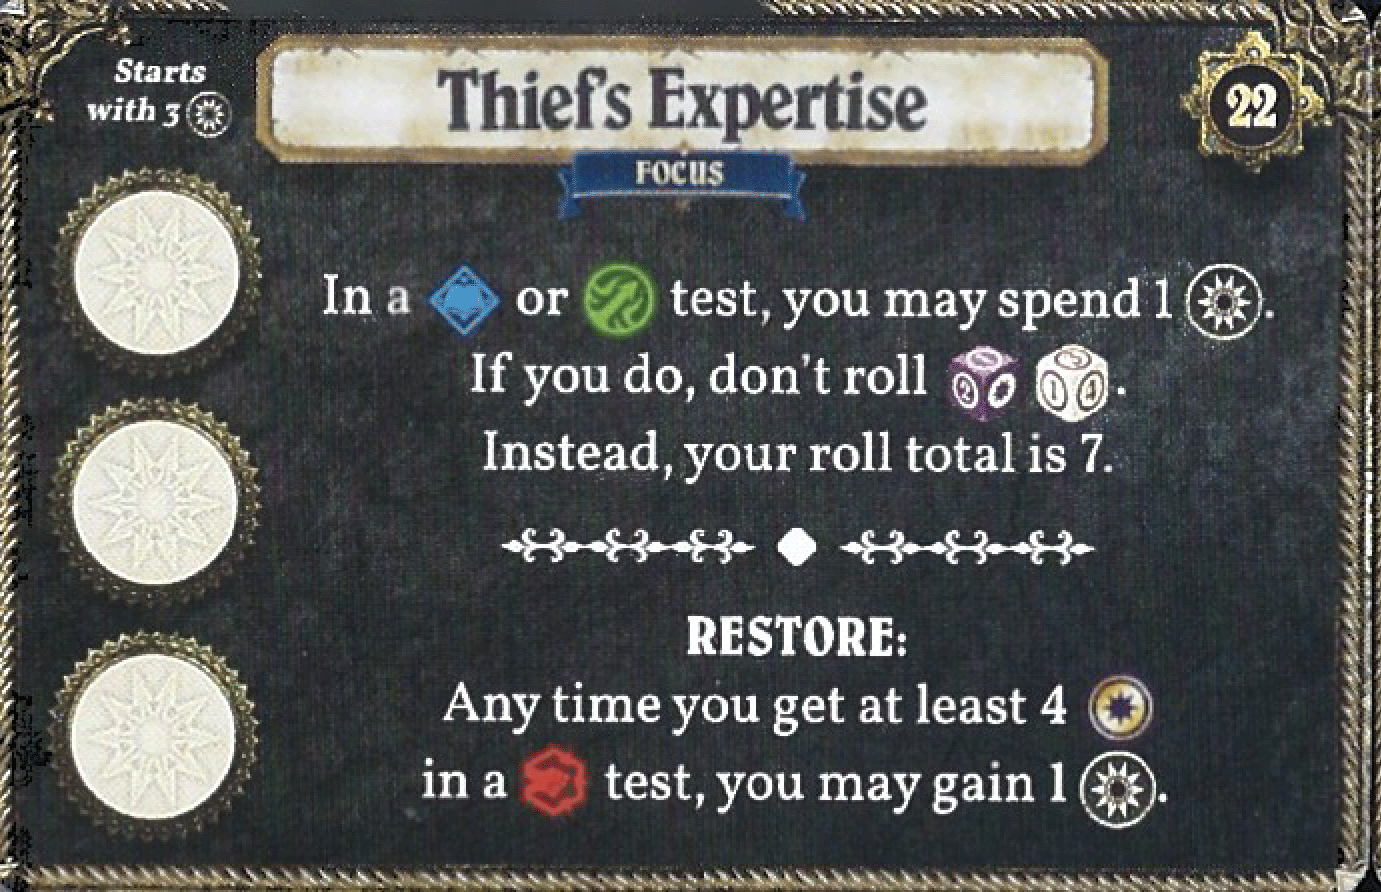 Starts
with 3
Thief's Expertise
22
FOCUS
In a or test, you may spend 1 .
If you do, don't roll .
Instead, your roll total is 7.
RESTORE:
Any time you get at least 4
in a test, you may gain 1 .